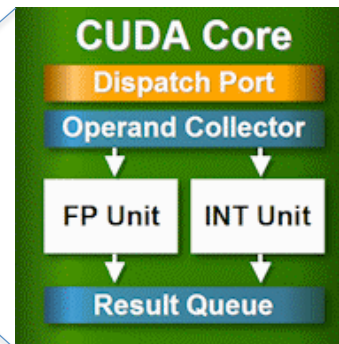 CUDA Core
Dispatch Port
Operand Collector
FP Unit INT Unit
Result Queue